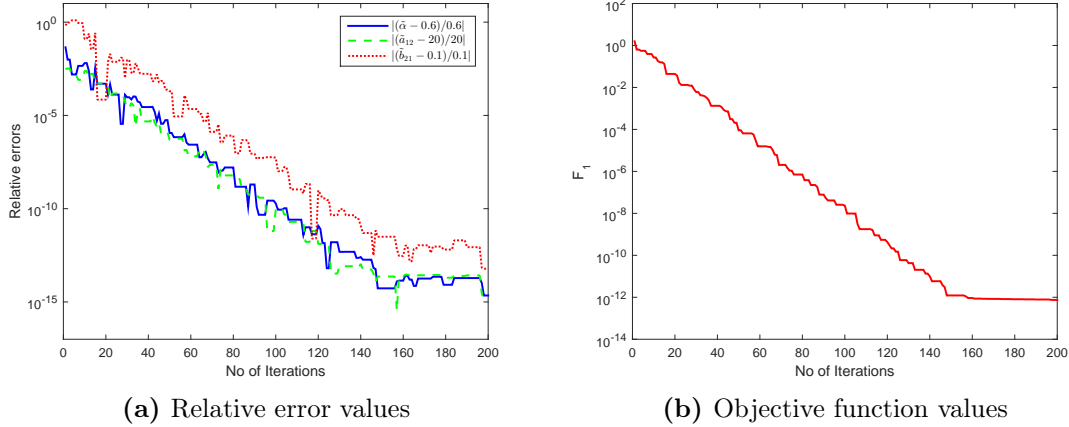 10^0
10^-5
10^-10
10^-15
Relative errors
0 20 40 60 80 100 120 140 160 180 200
No of Iterations
|(α̃ − 0.6)/0.6|
|(ã_12 − 20)/20|
|(b̃_21 − 0.1)/0.1|
(a) Relative error values
10^2
10^0
10^-2
10^-4
10^-6
10^-8
10^-10
10^-12
10^-14
F_1
0 20 40 60 80 100 120 140 160 180 200
No of Iterations
(b) Objective function values